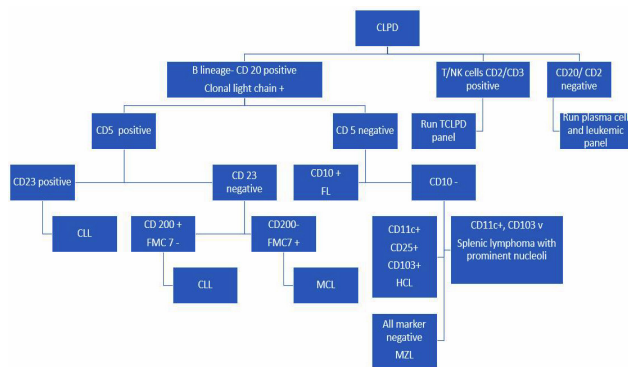 CLPD
B lineage- CD 20 positive
Clonal light chain +
T/NK cells CD2/CD3
positive
CD20/ CD2
negative
CD5 positive
CD 5 negative
Run TCLPD
panel
Run plasma cell
and leukemic
panel
CD23 positive
CD 23
negative
CD10 +
FL
CD10 -
CLL
CD 200 +
FMC 7 -
CD200-
FMC7 +
CD11c+
CD25+
CD103+
HCL
CD11c+, CD103 v
Splenic lymphoma with
prominent nucleoli
CLL
MCL
All marker
negative
MZL